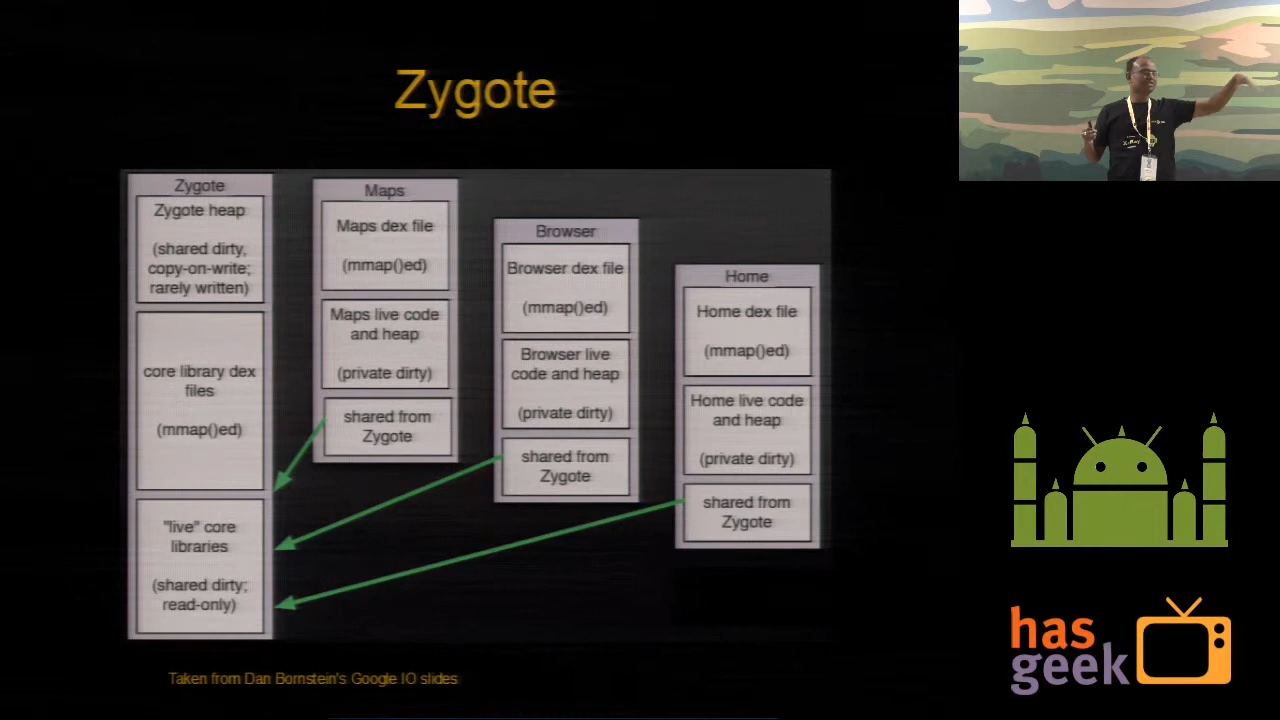 Zygote
Zygote
Zygote heap
(shared dirty,
copy-on-write;
rarely written)
core library dex
files
(mmap()ed)
"live" core
libraries
(shared dirty;
read-only)
Maps
Maps dex file
(mmap()ed)
Maps live code
and heap
(private dirty)
shared from
Zygote
Browser
Browser dex file
(mmap()ed)
Browser live
code and heap
(private dirty)
shared from
Zygote
Home
Home dex file
(mmap()ed)
Home live code
and heap
(private dirty)
shared from
Zygote
Taken from Dan Bornstein's Google IO slides
has
geek